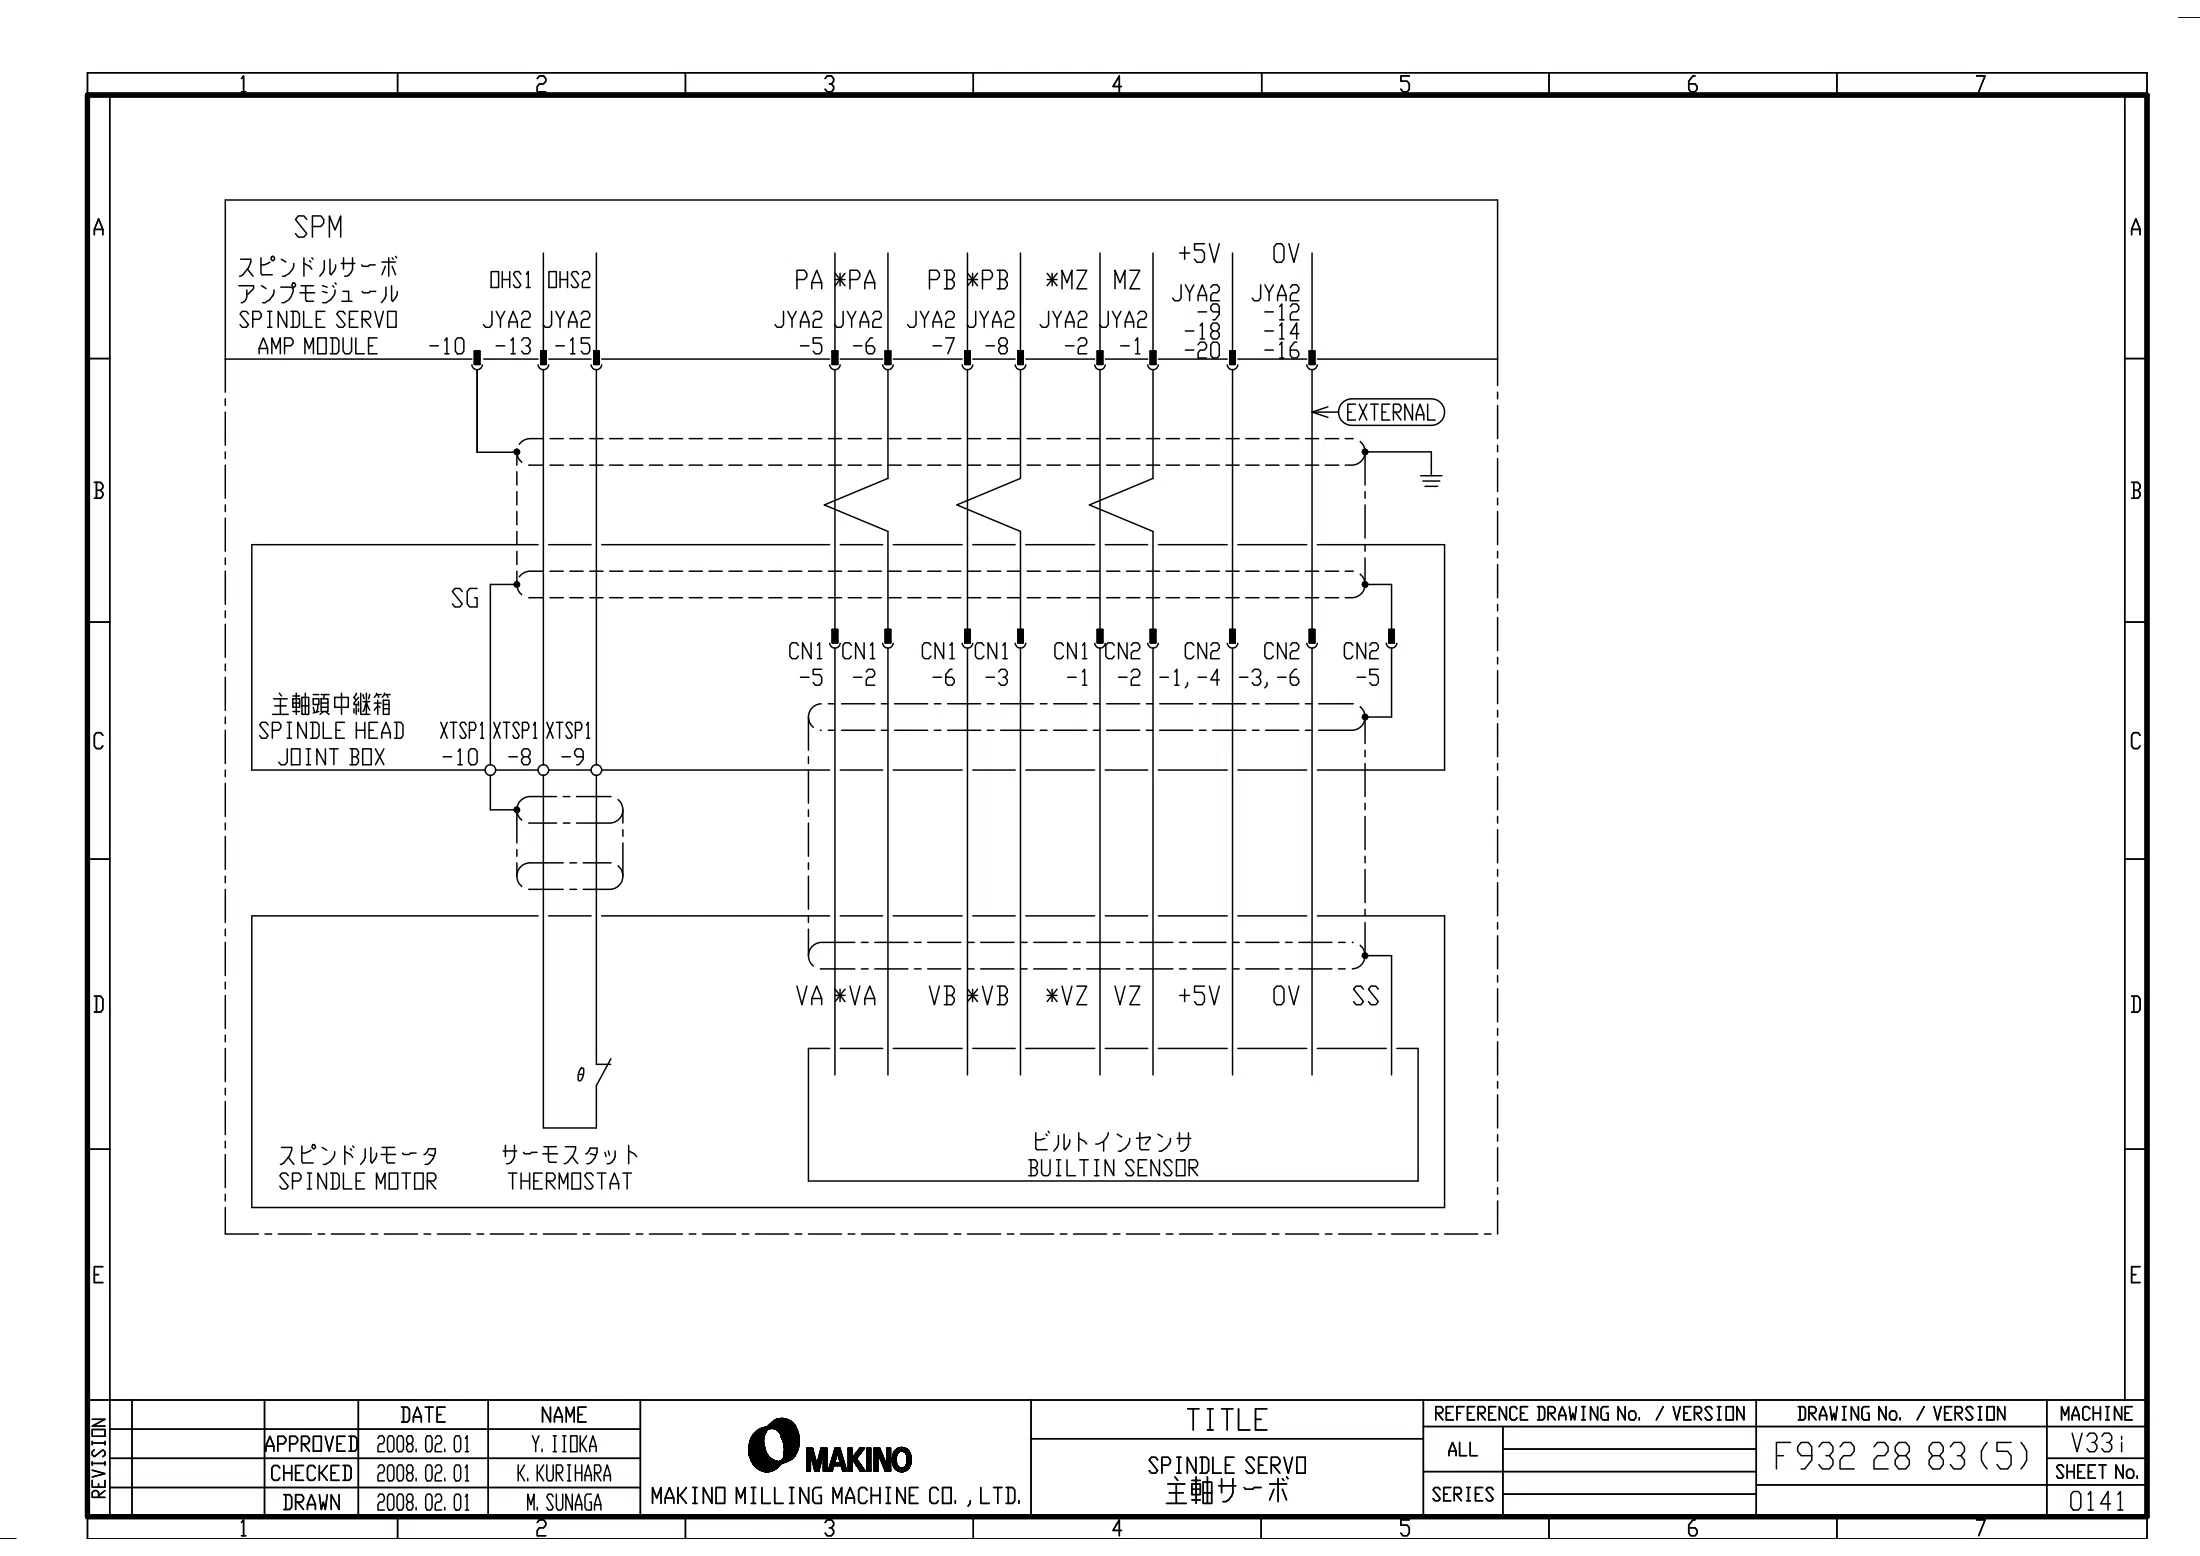 1 2 3 4 5 6 7
A A
SPM
スピンドルサーボ
アンプモジュール
SPINDLE SERVO
AMP MODULE
OHS1 OHS2 PA *PA PB *PB *MZ MZ +5V 0V
JYA2 JYA2 JYA2 JYA2 JYA2 JYA2 JYA2 JYA2 JYA2 JYA2
-10 -13 -15 -5 -6 -7 -8 -2 -1
-9 -12
-18 -14
-20 -16
EXTERNAL
B B
SG
CN1 CN1 CN1 CN1 CN1 CN2 CN2 CN2 CN2
-5 -2 -6 -3 -1 -2 -1,-4 -3,-6 -5
主軸頭中継箱
SPINDLE HEAD
JOINT BOX
XTSP1 XTSP1 XTSP1
-10 -8 -9
C C
VA *VA VB *VB *VZ VZ +5V 0V SS
D D
θ
ビルトインセンサ
BUILTIN SENSOR
スピンドルモータ
SPINDLE MOTOR
サーモスタット
THERMOSTAT
E E
REVISION
DATE NAME
APPROVED 2008.02.01 Y. IIOKA
CHECKED 2008.02.01 K. KURIHARA
DRAWN 2008.02.01 M. SUNAGA
MAKINO
MAKINO MILLING MACHINE CO.,LTD.
TITLE
SPINDLE SERVO
主軸サーボ
REFERENCE DRAWING No. / VERSION
ALL
SERIES
DRAWING No. / VERSION
F932 28 83(5)
MACHINE
V33i
SHEET No.
0141
1 2 3 4 5 6 7